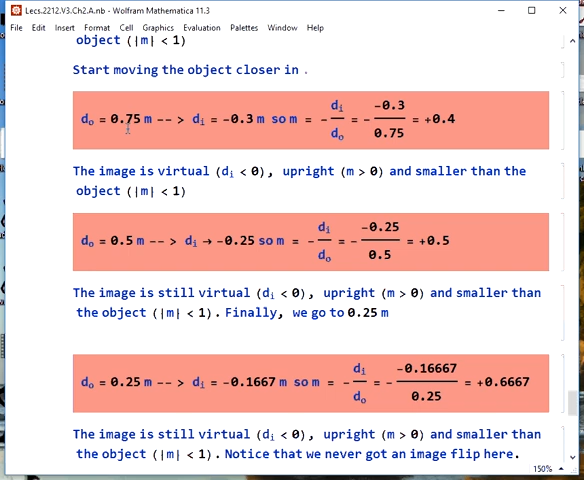 Lecs.2212.V3.Ch2.A.nb - Wolfram Mathematica 11.3
File Edit Insert Format Cell Graphics Evaluation Palettes Window Help
object (|m| < 1)
Start moving the object closer in .
dₒ = 0.75 m -- > dᵢ = -0.3 m so m = - dᵢ/dₒ = - -0.3/0.75 = +0.4
The image is virtual (dᵢ < 0), upright (m > 0) and smaller than the
object (|m| < 1)
dₒ = 0.5 m -- > dᵢ → -0.25 so m = - dᵢ/dₒ = - -0.25/0.5 = +0.5
The image is still virtual (dᵢ < 0), upright (m > 0) and smaller than
the object (|m| < 1). Finally, we go to 0.25 m
dₒ = 0.25 m -- > dᵢ = -0.1667 m so m = - dᵢ/dₒ = - -0.16667/0.25 = +0.6667
The image is still virtual (dᵢ < 0), upright (m > 0) and smaller than
the object (|m| < 1). Notice that we never got an image flip here.
150%